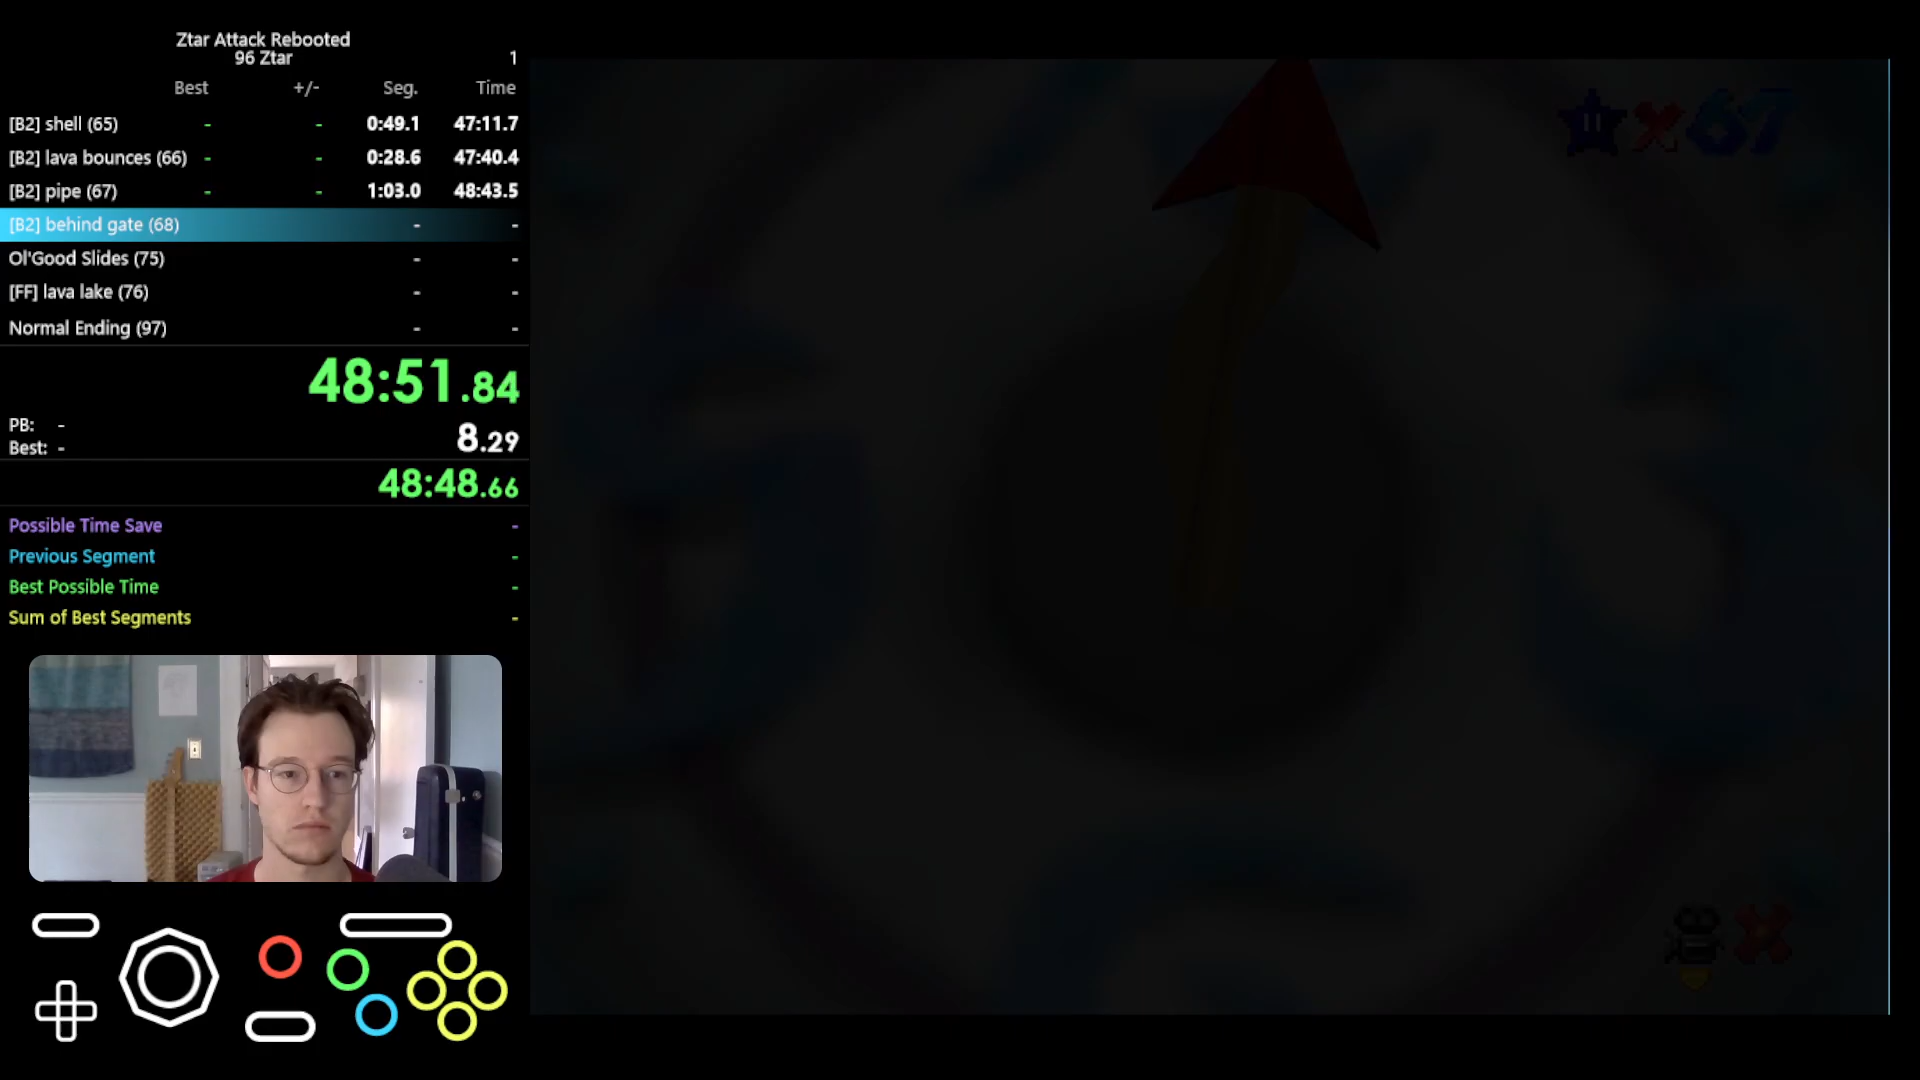 Ztar Attack Rebooted
96 Ztar
1
Best +/- Seg. Time
[B2] shell (65) - - 0:49.1 47:11.7
[B2] lava bounces (66) - - 0:28.6 47:40.4
[B2] pipe (67) - - 1:03.0 48:43.5
[B2] behind gate (68) - -
Ol'Good Slides (75) - -
[FF] lava lake (76) - -
Normal Ending (97) - -
48:51.84
PB: -
8.29
Best: -
48:48.66
Possible Time Save -
Previous Segment -
Best Possible Time -
Sum of Best Segments -
67